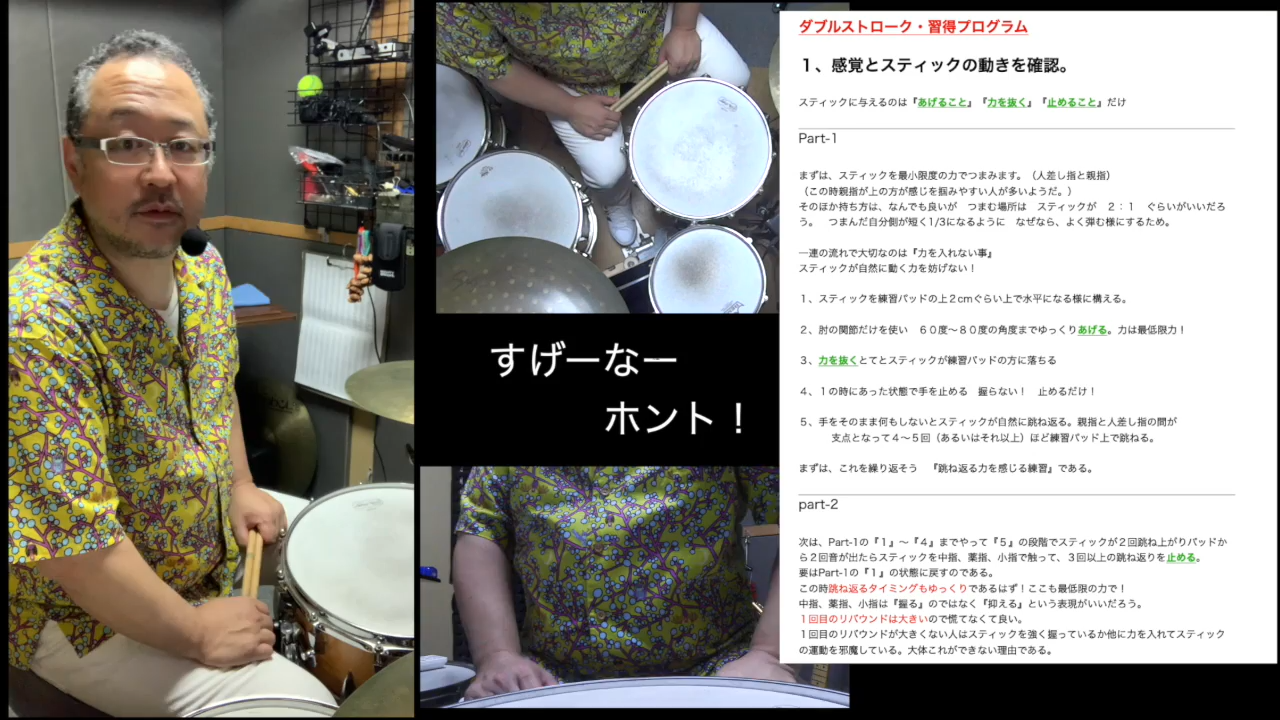 ダブルストローク・習得プログラム
１、感覚とスティックの動きを確認。
スティックに与えるのは『あげること』『力を抜く』『止めること』だけ
Part-1
まずは、スティックを最小限度の力でつまみます。（人差し指と親指）
（この時親指が上の方が感じを掴みやすい人が多いようだ。）
そのほか持ち方は、なんでも良いが　つまむ場所は　スティックが　２：１　ぐらいがいいだろ
う。　つまんだ自分側が短く1/3になるように　なぜなら、よく弾む様にするため。
一連の流れで大切なのは『力を入れない事』
スティックが自然に動く力を妨げない！
１、スティックを練習パッドの上２cmぐらい上で水平になる様に構える。
２、肘の関節だけを使い　６０度〜８０度の角度までゆっくりあげる。力は最低限力！
３、力を抜くとてとスティックが練習パッドの方に落ちる
４、１の時にあった状態で手を止める　握らない！　止めるだけ！
５、手をそのまま何もしないとスティックが自然に跳ね返る。親指と人差し指の間が
支点となって４〜５回（あるいはそれ以上）ほど練習パッド上で跳ねる。
まずは、これを繰り返そう　『跳ね返る力を感じる練習』である。
part-2
次は、Part-1の『１』〜『４』までやって『５』の段階でスティックが２回跳ね上がりパッドか
ら２回音が出たらスティックを中指、薬指、小指で触って、３回以上の跳ね返りを止める。
要はPart-1の『１』の状態に戻すのである。
この時跳ね返るタイミングもゆっくりであるはず！ここも最低限の力で！
中指、薬指、小指は『握る』のではなく『抑える』という表現がいいだろう。
１回目のリバウンドは大きいので慌てなくて良い。
１回目のリバウンドが大きくない人はスティックを強く握っているか他に力を入れてスティック
の運動を邪魔している。大体これができない理由である。
すげーなー
ホント！